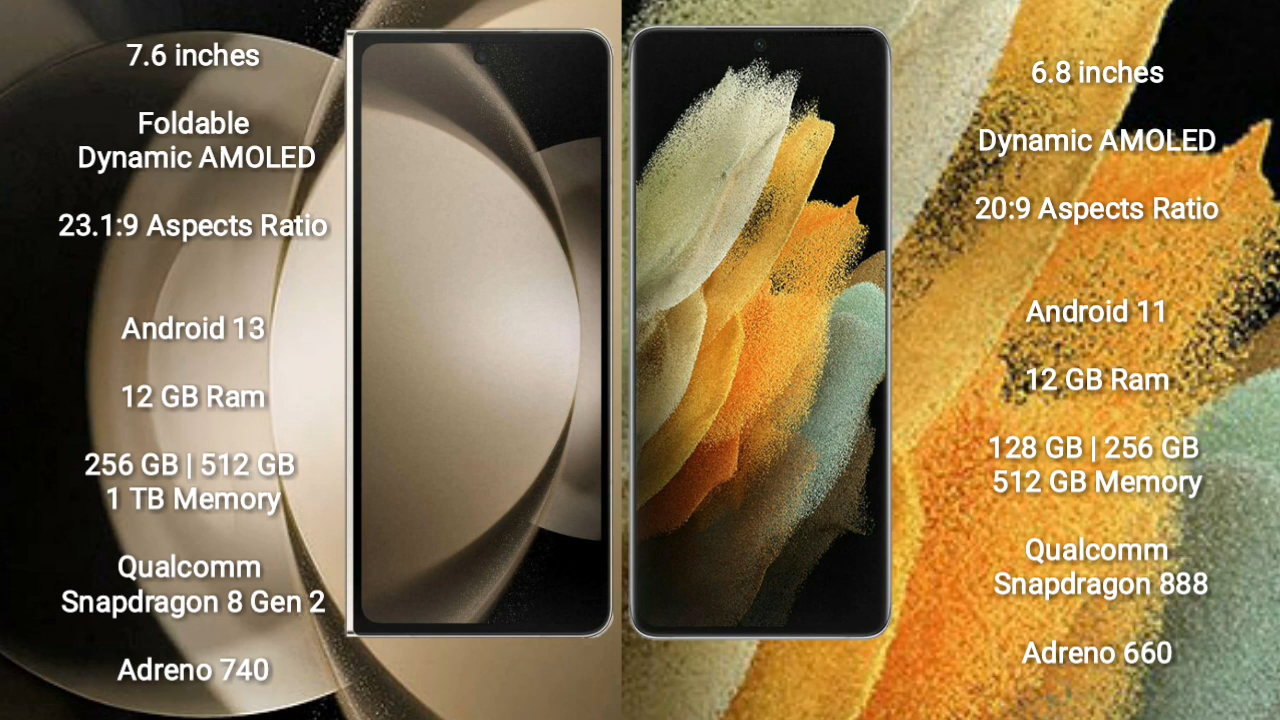 7.6 inches
Foldable
Dynamic AMOLED
23.1:9 Aspects Ratio
Android 13
12 GB Ram
256 GB | 512 GB
1 TB Memory
Qualcomm
Snapdragon 8 Gen 2
Adreno 740
6.8 inches
Dynamic AMOLED
20:9 Aspects Ratio
Android 11
12 GB Ram
128 GB | 256 GB
512 GB Memory
Qualcomm
Snapdragon 888
Adreno 660